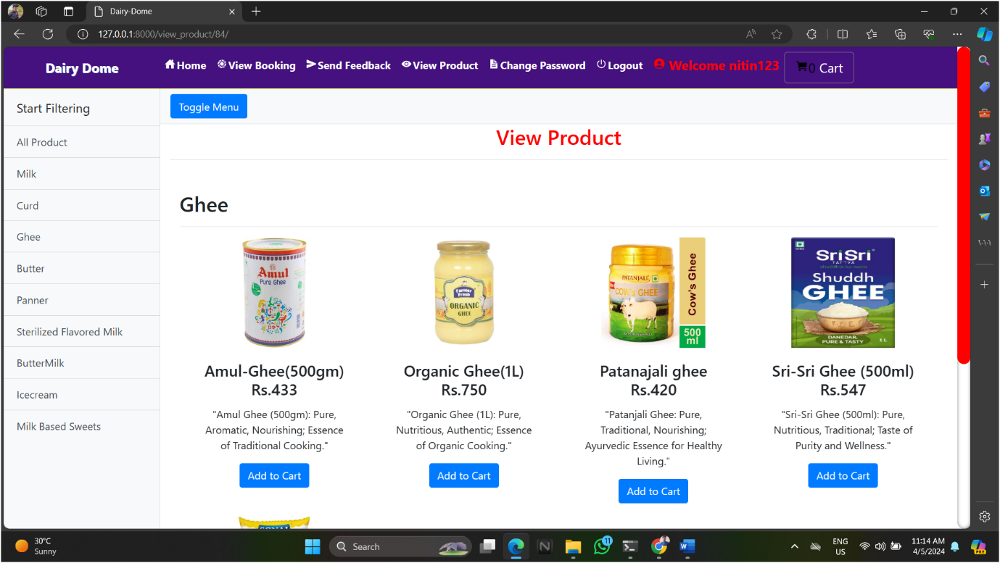 Dairy-Dome
127.0.0.1:8000/view_product/84/
Dairy Dome
Home View Booking Send Feedback View Product Change Password Logout Welcome nitin123 0 Cart
Start Filtering
Toggle Menu
All Product
Milk
Curd
Ghee
Butter
Panner
Sterilized Flavored Milk
ButterMilk
Icecream
Milk Based Sweets
View Product
Ghee
Amul
Pure Ghee
Farmer
Fresh
ORGANIC
GHEE
PATANJALI
COW'S GHEE
Cow's Ghee
500
ml
SriSri
TATTVA
Shuddh
GHEE
DANEDAR,
PURE & TASTY
1 L
Amul-Ghee(500gm)
Rs.433
"Amul Ghee (500gm): Pure,
Aromatic, Nourishing; Essence
of Traditional Cooking."
Add to Cart
Organic Ghee(1L)
Rs.750
"Organic Ghee (1L): Pure,
Nutritious, Authentic; Essence
of Organic Cooking."
Add to Cart
Patanajali ghee
Rs.420
"Patanjali Ghee: Pure,
Traditional, Nourishing;
Ayurvedic Essence for Healthy
Living."
Add to Cart
Sri-Sri Ghee (500ml)
Rs.547
"Sri-Sri Ghee (500ml): Pure,
Nutritious, Traditional; Taste of
Purity and Wellness."
Add to Cart
30°C
Sunny
Search
11
ENG
US
11:14 AM
4/5/2024
PRE